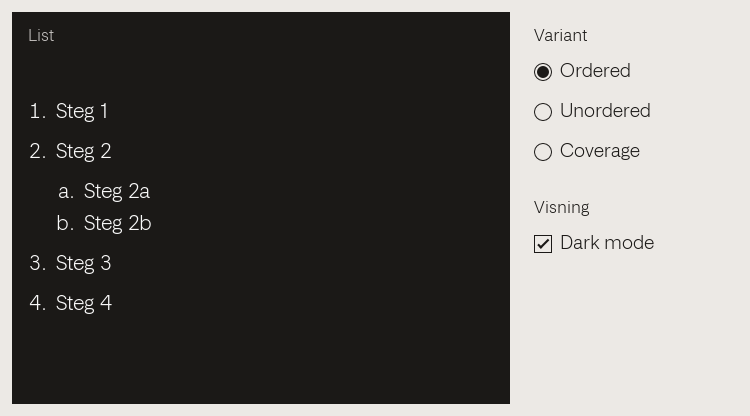 List
1. Steg 1
2. Steg 2
a. Steg 2a
b. Steg 2b
3. Steg 3
4. Steg 4
Variant
Ordered
Unordered
Coverage
Visning
Dark mode